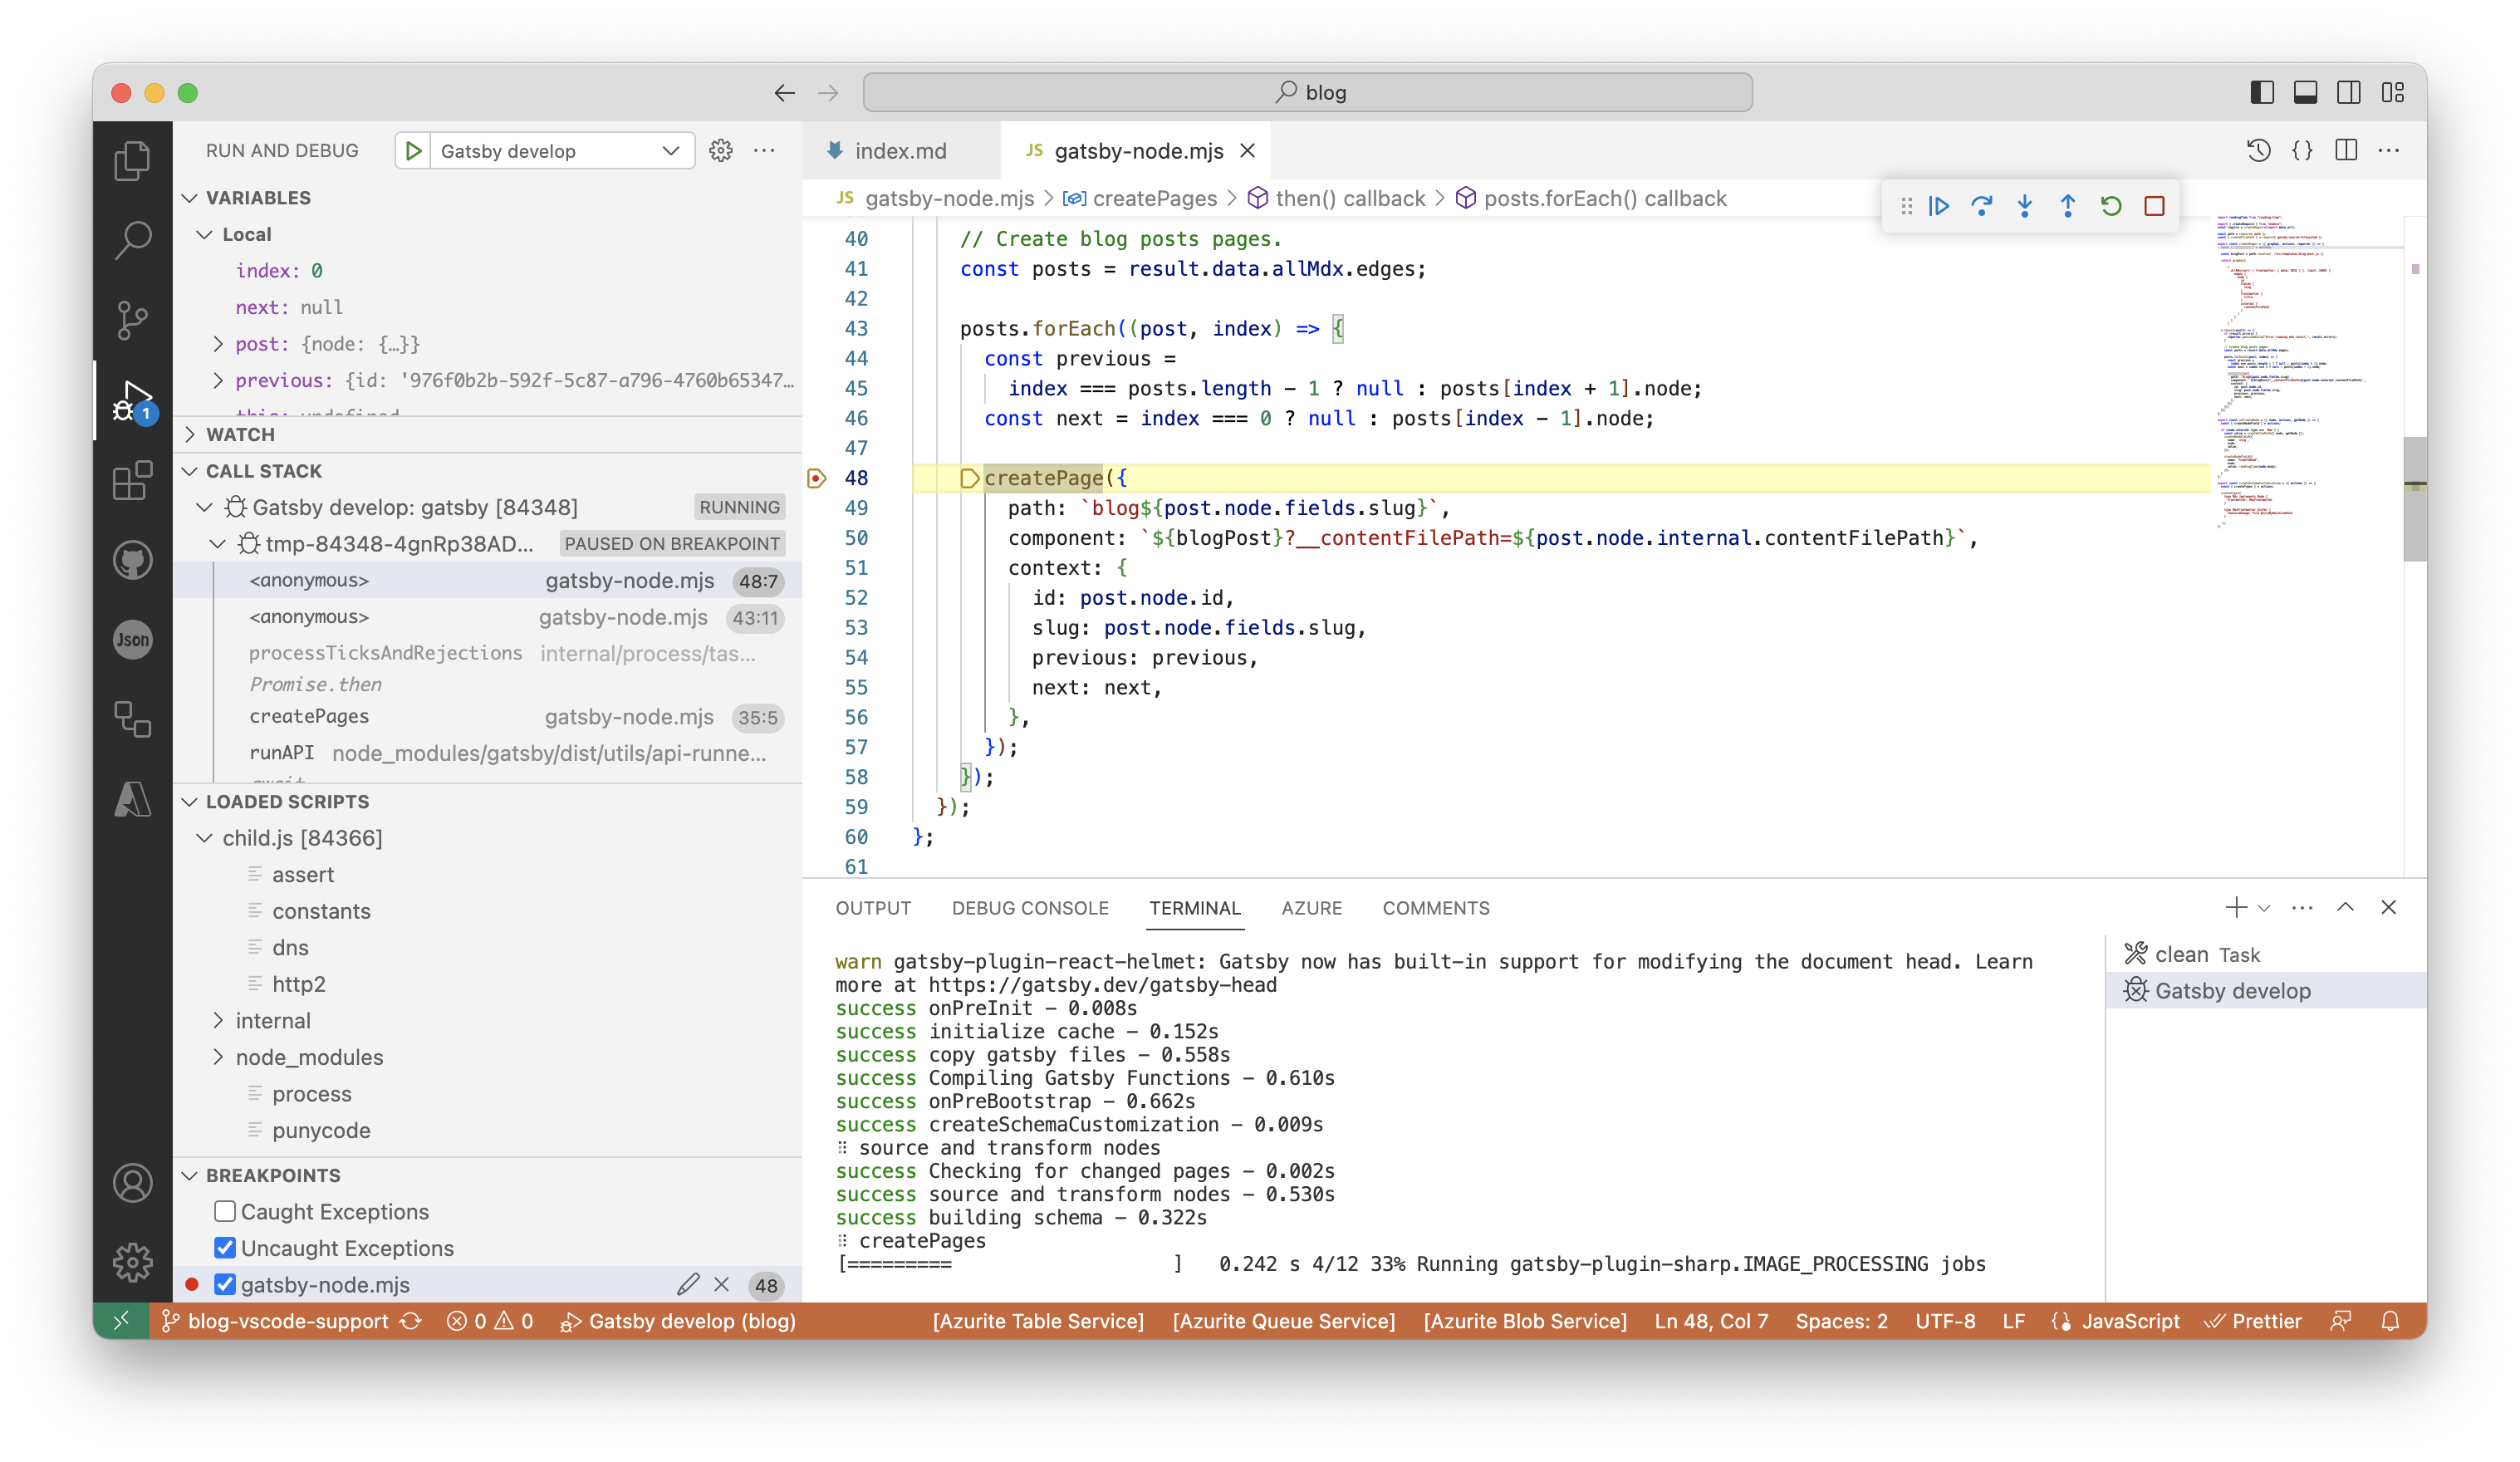 blog
RUN AND DEBUG
Gatsby develop
VARIABLES
Local
index: 0
next: null
post: {node: {…}}
previous: {id: '976f0b2b-592f-5c87-a796-4760b65347…
this: undefined
WATCH
CALL STACK
Gatsby develop: gatsby [84348] RUNNING
tmp-84348-4gnRp38AD... PAUSED ON BREAKPOINT
<anonymous> gatsby-node.mjs 48:7
<anonymous> gatsby-node.mjs 43:11
processTicksAndRejections internal/process/tas...
Promise.then
createPages gatsby-node.mjs 35:5
runAPI node_modules/gatsby/dist/utils/api-runne...
await
LOADED SCRIPTS
child.js [84366]
assert
constants
dns
http2
internal
node_modules
process
punycode
BREAKPOINTS
Caught Exceptions
Uncaught Exceptions
gatsby-node.mjs 48
1
Json
index.md
JS gatsby-node.mjs
JS gatsby-node.mjs > createPages > then() callback > posts.forEach() callback
40 // Create blog posts pages.
41 const posts = result.data.allMdx.edges;
42
43 posts.forEach((post, index) => {
44 const previous =
45 index === posts.length - 1 ? null : posts[index + 1].node;
46 const next = index === 0 ? null : posts[index - 1].node;
47
48 createPage({
49 path: `blog${post.node.fields.slug}`,
50 component: `${blogPost}?__contentFilePath=${post.node.internal.contentFilePath}`,
51 context: {
52 id: post.node.id,
53 slug: post.node.fields.slug,
54 previous: previous,
55 next: next,
56 },
57 });
58 });
59 });
60 };
61
OUTPUT DEBUG CONSOLE TERMINAL AZURE COMMENTS
warn gatsby-plugin-react-helmet: Gatsby now has built-in support for modifying the document head. Learn
more at https://gatsby.dev/gatsby-head
success onPreInit - 0.008s
success initialize cache - 0.152s
success copy gatsby files - 0.558s
success Compiling Gatsby Functions - 0.610s
success onPreBootstrap - 0.662s
success createSchemaCustomization - 0.009s
⠿ source and transform nodes
success Checking for changed pages - 0.002s
success source and transform nodes - 0.530s
success building schema - 0.322s
⠿ createPages
[========= ] 0.242 s 4/12 33% Running gatsby-plugin-sharp.IMAGE_PROCESSING jobs
clean Task
Gatsby develop
blog-vscode-support 0 0 Gatsby develop (blog) [Azurite Table Service] [Azurite Queue Service] [Azurite Blob Service] Ln 48, Col 7 Spaces: 2 UTF-8 LF JavaScript Prettier